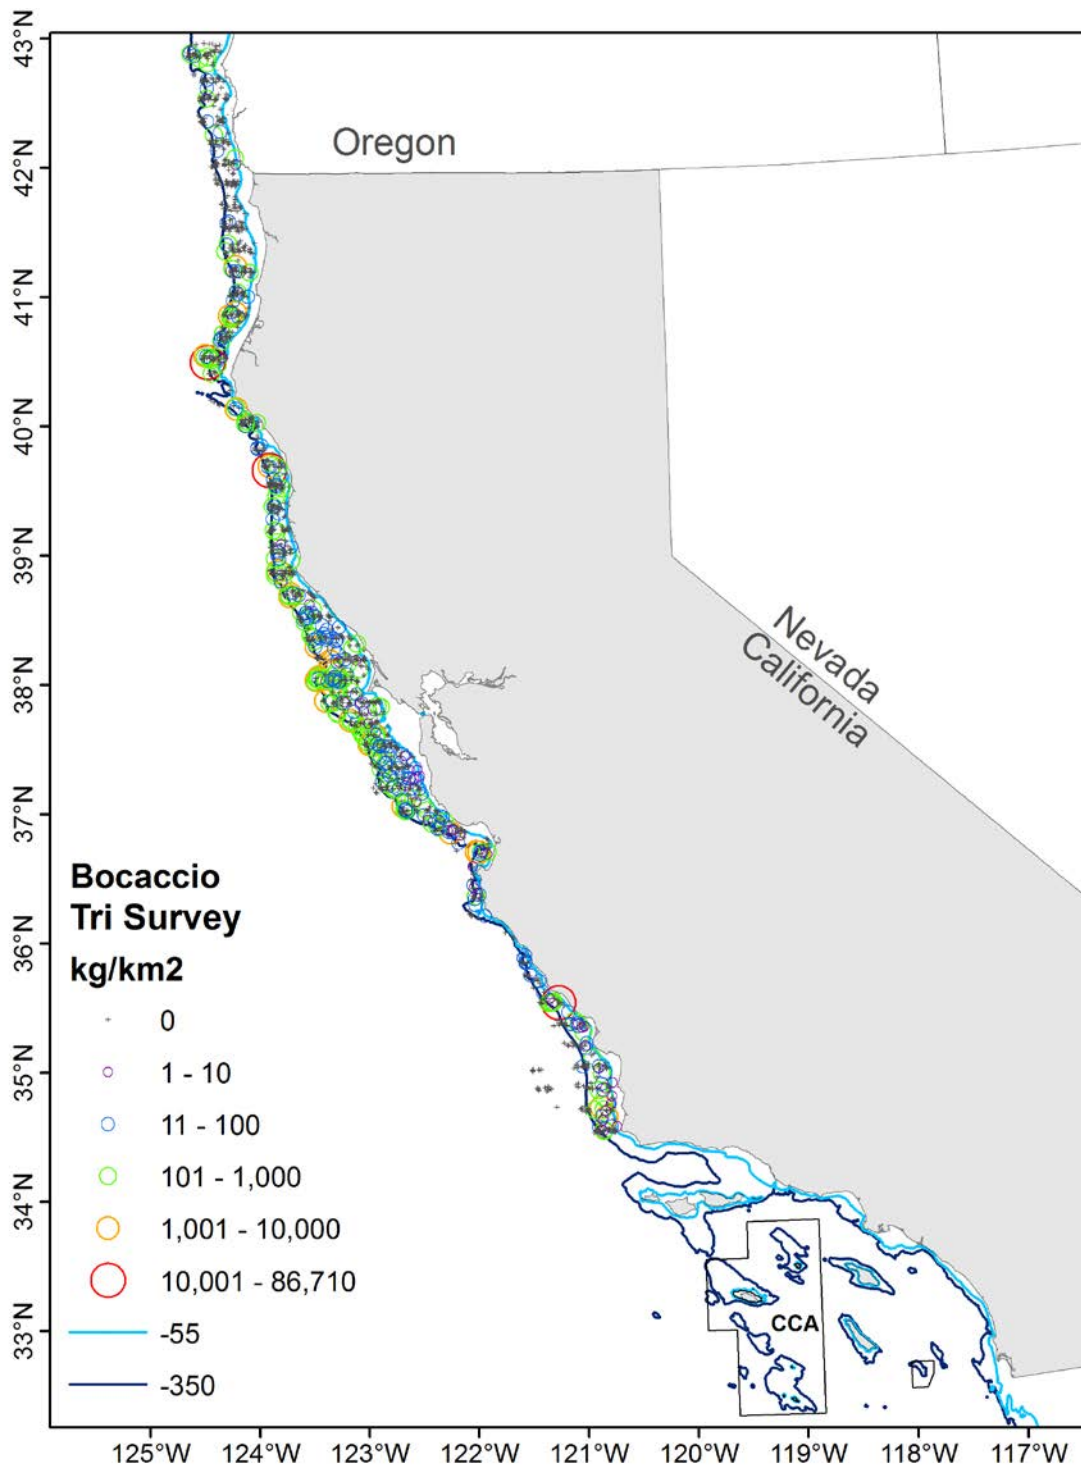 43°N
42°N
41°N
40°N
39°N
38°N
37°N
36°N
35°N
34°N
33°N
Oregon
Nevada
California
Bocaccio
Tri Survey
kg/km2
0
1 - 10
11 - 100
101 - 1,000
1,001 - 10,000
10,001 - 86,710
-55
-350
CCA
125°W
124°W
123°W
122°W
121°W
120°W
119°W
118°W
117°W